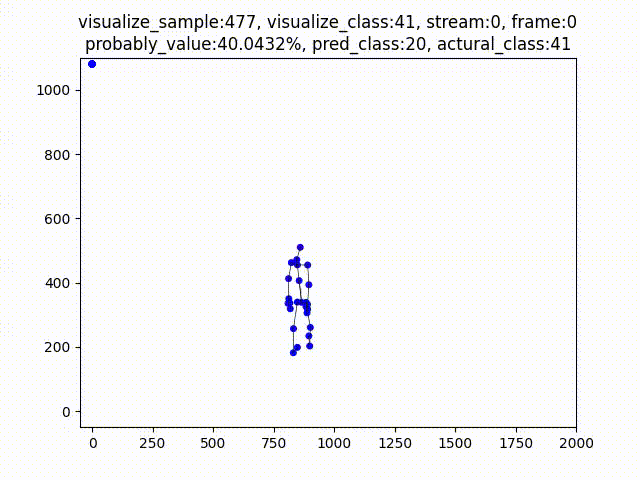 visualize_sample:477, visualize_class:41, stream:0, frame:0
probably_value:40.0432%, pred_class:20, actural_class:41
1000
800
600
400
200
0
0 250 500 750 1000 1250 1500 1750 2000